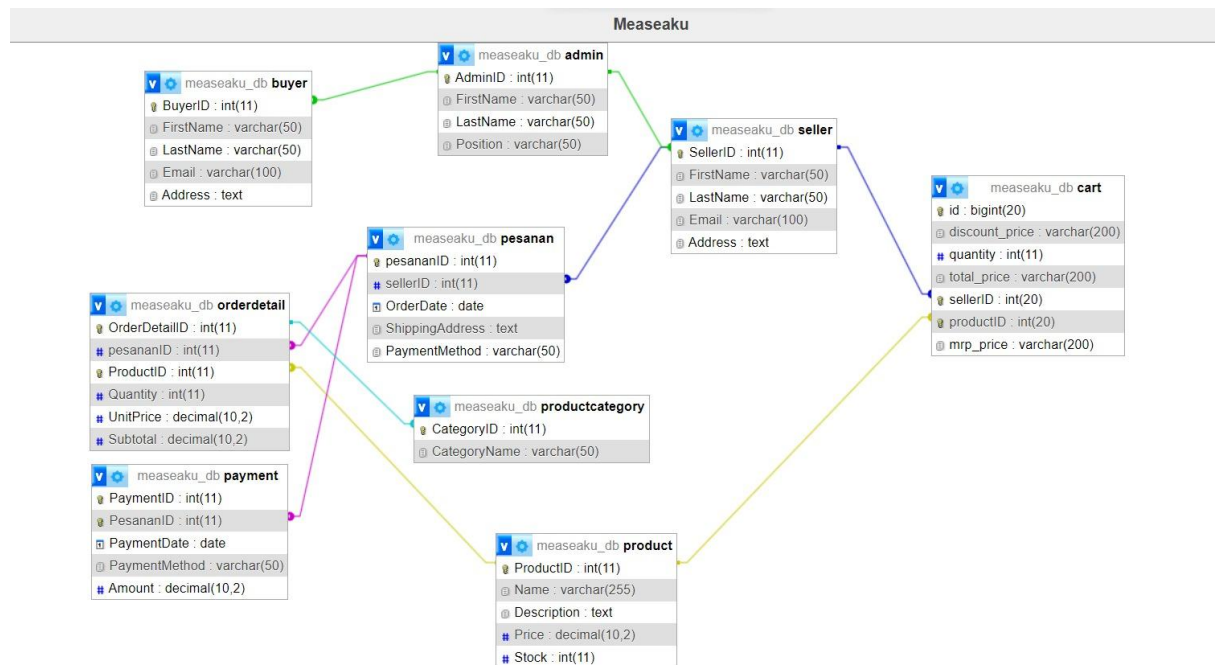 Measeaku
measeaku_db admin
AdminID : int(11)
FirstName : varchar(50)
LastName : varchar(50)
Position : varchar(50)
measeaku_db buyer
BuyerID : int(11)
FirstName : varchar(50)
LastName : varchar(50)
Email : varchar(100)
Address : text
measeaku_db seller
SellerID : int(11)
FirstName : varchar(50)
LastName : varchar(50)
Email : varchar(100)
Address : text
measeaku_db cart
id : bigint(20)
discount_price : varchar(200)
quantity : int(11)
total_price : varchar(200)
sellerID : int(20)
productID : int(20)
mrp_price : varchar(200)
measeaku_db pesanan
pesananID : int(11)
sellerID : int(11)
OrderDate : date
ShippingAddress : text
PaymentMethod : varchar(50)
measeaku_db orderdetail
OrderDetailID : int(11)
pesananID : int(11)
ProductID : int(11)
Quantity : int(11)
UnitPrice : decimal(10,2)
Subtotal : decimal(10,2)
measeaku_db productcategory
CategoryID : int(11)
CategoryName : varchar(50)
measeaku_db payment
PaymentID : int(11)
PesananID : int(11)
PaymentDate : date
PaymentMethod : varchar(50)
Amount : decimal(10,2)
measeaku_db product
ProductID : int(11)
Name : varchar(255)
Description : text
Price : decimal(10,2)
Stock : int(11)